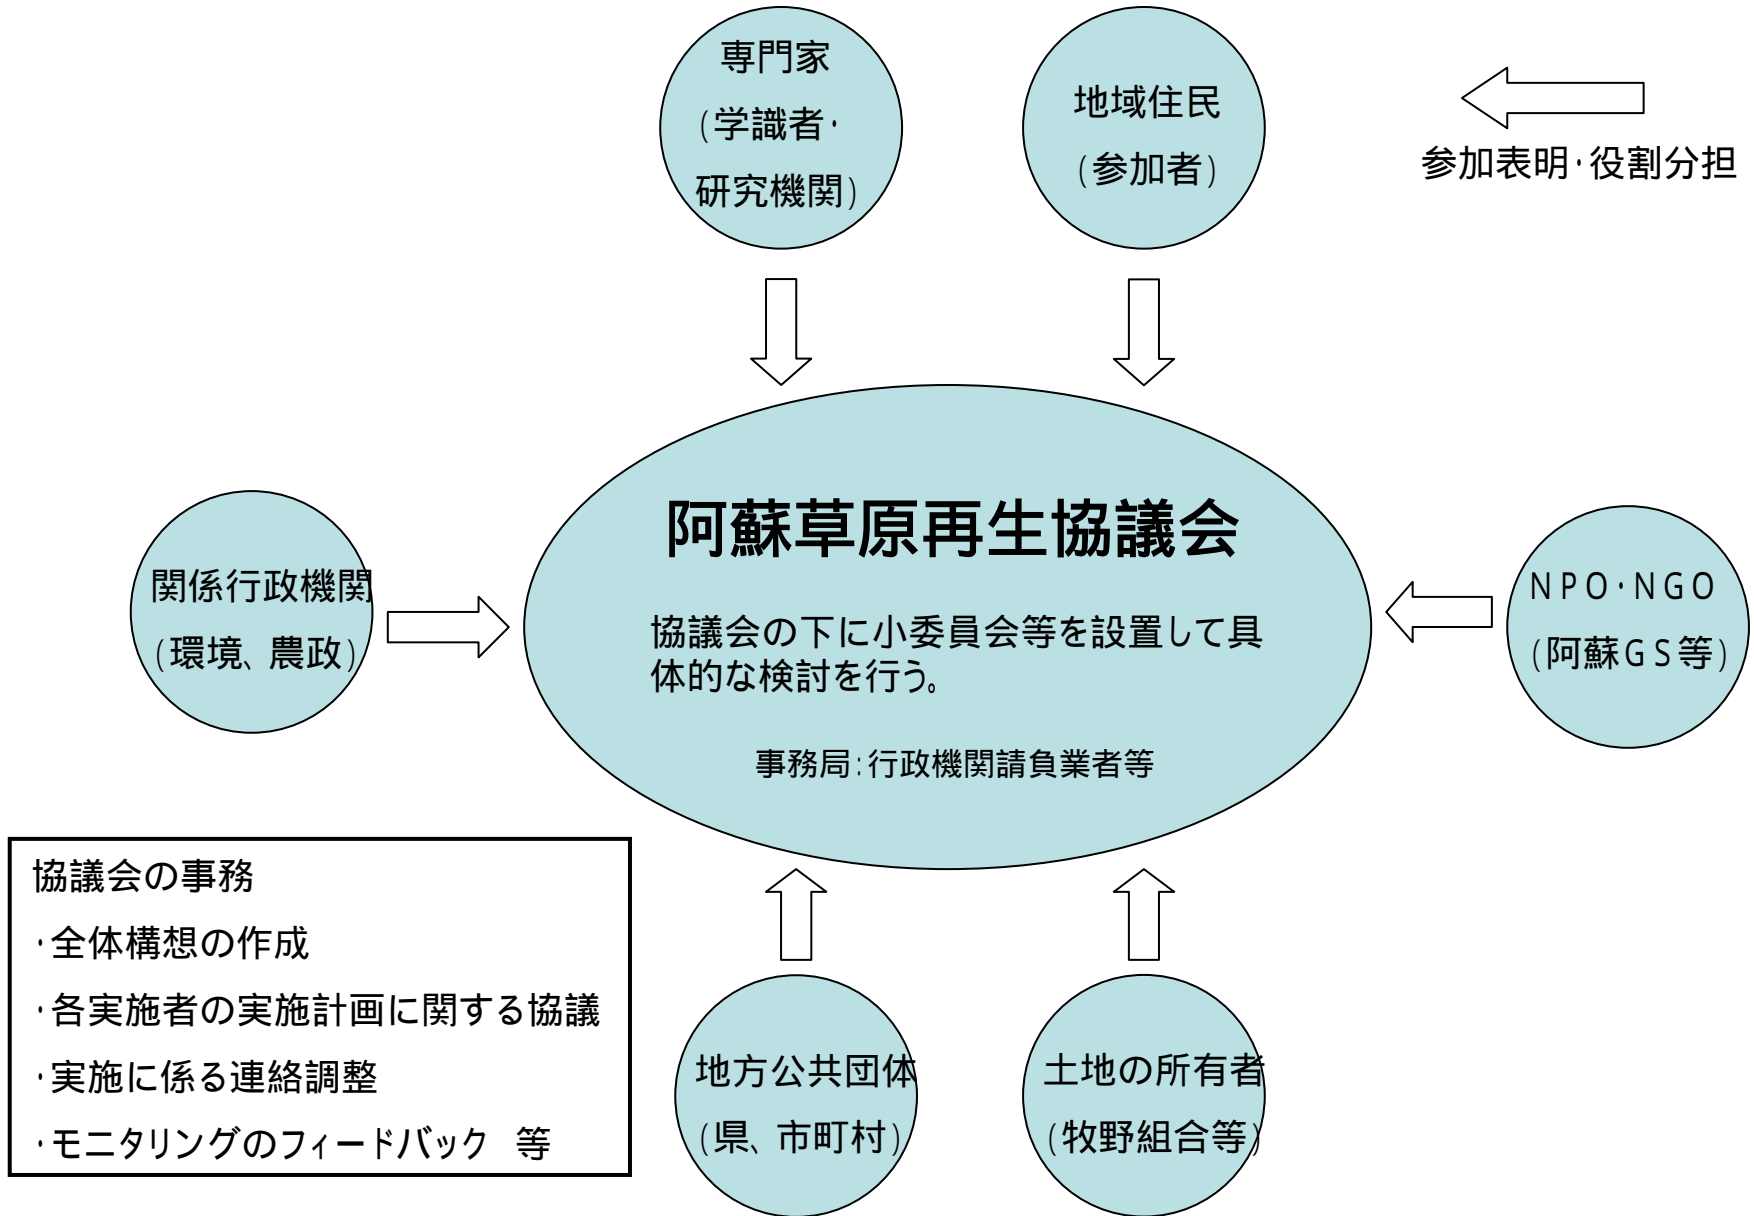 専門家
(学識者・
研究機関)
地域住民
(参加者)
参加表明・役割分担
阿蘇草原再生協議会
協議会の下に小委員会等を設置して具
体的な検討を行う。
事務局:行政機関請負業者等
関係行政機関
(環境、農政)
NPO・NGO
(阿蘇GS等)
協議会の事務
・全体構想の作成
・各実施者の実施計画に関する協議
・実施に係る連絡調整
・モニタリングのフィードバック 等
地方公共団体
(県、市町村)
土地の所有者
(牧野組合等)